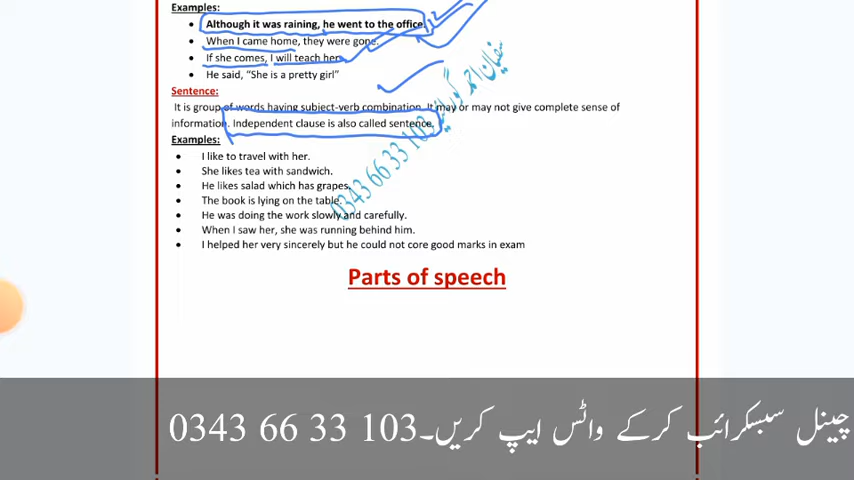 Examples:
• Although it was raining, he went to the office.
• When I came home, they were gone.
• If she comes, I will teach her.
• He said, “She is a pretty girl”
Sentence:
It is group of words having subject-verb combination. It may or may not give complete sense of
information. Independent clause is also called sentence.
Examples:
• I like to travel with her.
• She likes tea with sandwich.
• He likes salad which has grapes.
• The book is lying on the table.
• He was doing the work slowly and carefully.
• When I saw her, she was running behind him.
• I helped her very sincerely but he could not core good marks in exam
0343 66 33 103
Parts of speech
چینل سبسکرائب کرکے واٹس ایپ کریں۔103 33 66 0343